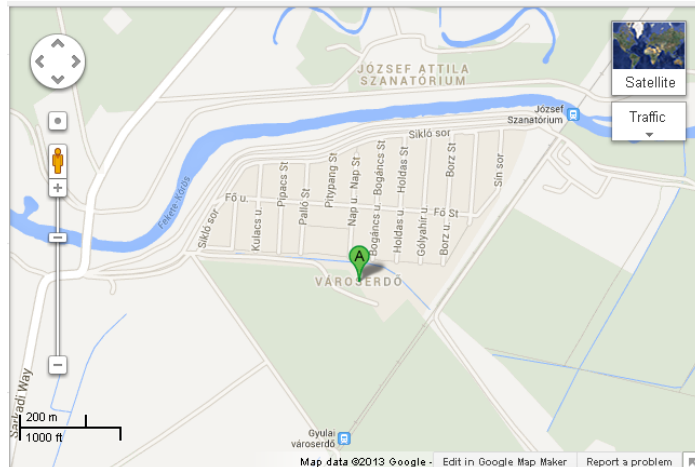 JÓZSEF ATTILA
SZANATÓRIUM
Satellite
Traffic
József
Szanatórium
Sikló sor
Sin sor
Borz St
Holdas St
Bogáncs St
Nap St
Pitypang St
Pipacs St
Palló St
Fő u.
Fő St
Kulacs u.
Nap u.
Bogáncs u.
Holdas u.
Gólyahír u.
Borz u.
Sikló sor
Fekete-Körös
A
VÁROSERDŐ
Sarkadi Way
200 m
1000 ft
Gyulai
városerdő
Map data ©2013 Google - Edit in Google Map Maker Report a problem